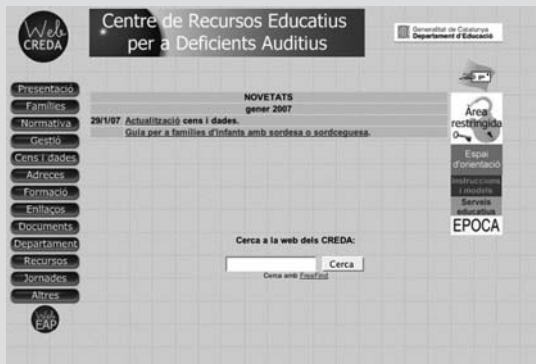 Web
CREDA
Centre de Recursos Educatius
per a Deficients Auditius
Generalitat de Catalunya
Departament d'Educació
Presentació
Famílies
Normativa
Gestió
Cens i dades
Adreces
Formació
Enllaços
Documents
Departament
Recursos
Jornades
Altres
Web
EAP
NOVETATS
gener 2007
29/1/07 Actualització cens i dades.
Guia per a famílies d'infants amb sordesa o sordceguesa.
Cerca a la web dels CREDA:
Cerca
Cerca amb FreeFind
Àrea
restringida
Espai
d'orientació
Instruccions
i models
Serveis
educatius
EPOCA